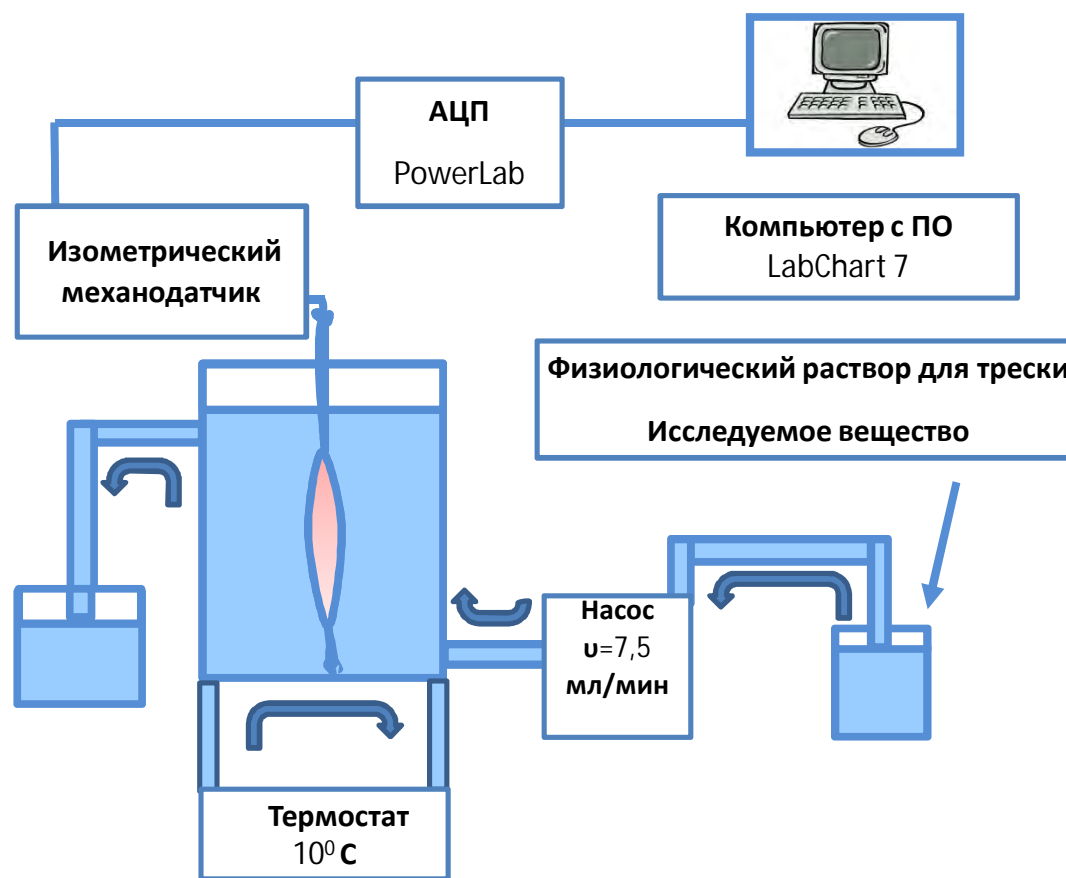 АЦП
PowerLab
Изометрический
механодатчик
Компьютер с ПО
LabChart 7
Физиологический раствор для трески
Исследуемое вещество
Насос
υ=7,5
мл/мин
Термостат
10⁰ С